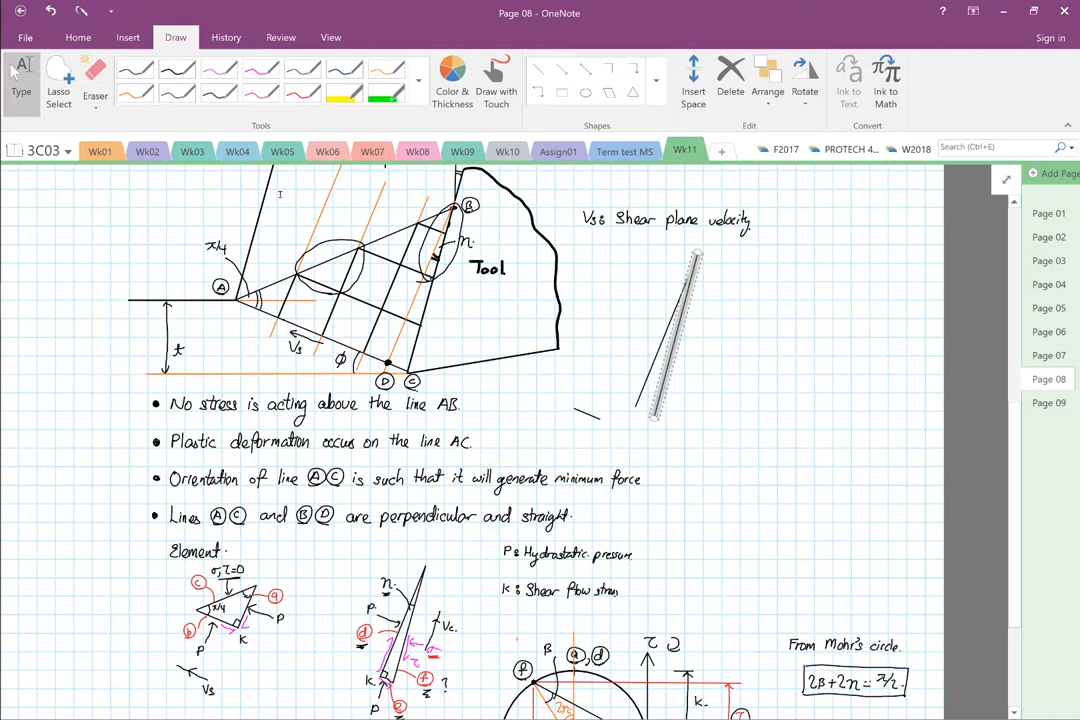 Page 08 - OneNote
?
File
Home
Insert
Draw
History
Review
View
Sign in
Type
Lasso
Select
Eraser
Color &
Thickness
Draw with
Touch
Insert
Space
Delete
Arrange
Rotate
Ink to
Text
Ink to
Math
Tools
Shapes
Edit
Convert
3C03
Wk01
Wk02
Wk03
Wk04
Wk05
Wk06
Wk07
Wk08
Wk09
Wk10
Assign01
Term test MS
Wk11
F2017
PROTECH 4...
W2018
Search (Ctrl+E)
Add Page
Page 01
Page 02
Page 03
Page 04
Page 05
Page 06
Page 07
Page 08
Page 09
B
n.
Tool
π/4
A
t
Vs
φ
D
C
Vs: Shear plane velocity.
• No stress is acting above the line AB.
• Plastic deformation occurs on the line AC.
• Orientation of line AC is such that it will generate minimum force
• Lines AC and BD are perpendicular and straight.
Element.
σ,τ=0
c
a
π/4
b
P
K
P
Vs
n.
P.
d
Vc.
σ
τ
K
f
?
P
e
P: Hydrostatic pressure
K: Shear flow stress
f
B
a,d
2n
τ
k.
τ
From Mohr's circle.
2B+2n=π/2.